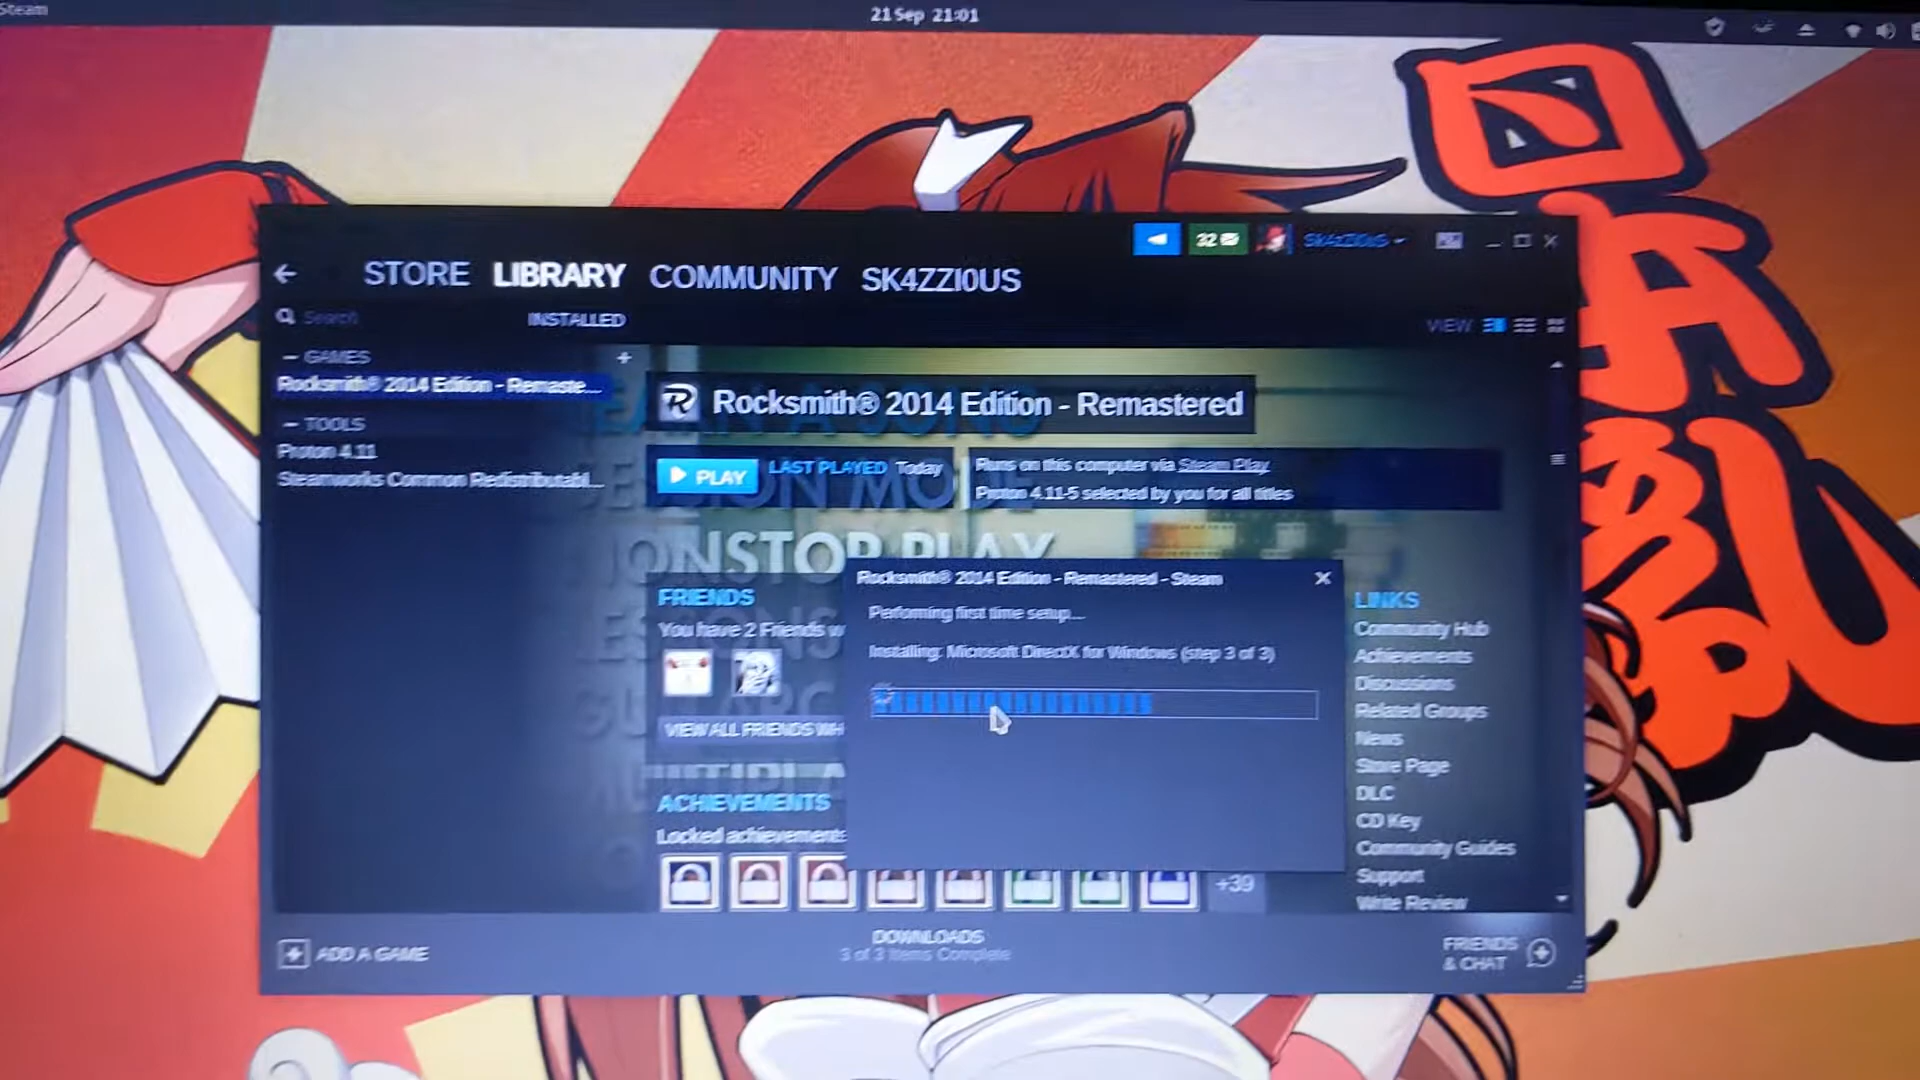 Steam
21 Sep 21:01
32
Sk4zZI0uS
STORE LIBRARY COMMUNITY SK4ZZI0US
Search
INSTALLED
VIEW
GAMES
Rocksmith® 2014 Edition - Remaste...
TOOLS
Proton 4.11
Steamworks Common Redistributabl...
Rocksmith® 2014 Edition - Remastered
PLAY
LAST PLAYED Today
Runs on this computer via Steam Play.
Proton 4.11-5 selected by you for all titles
NONSTOP PLAY
FRIENDS
You have 2 Friends w
VIEW ALL FRIENDS WH
ACHIEVEMENTS
Locked achievements
+39
Rocksmith® 2014 Edition - Remastered - Steam
Performing first time setup...
Installing: Microsoft DirectX for Windows (step 3 of 3)
LINKS
Community Hub
Achievements
Discussions
Related Groups
News
Store Page
DLC
CD Key
Community Guides
Support
Write Review
ADD A GAME
DOWNLOADS
3 of 3 Items Complete
FRIENDS
& CHAT